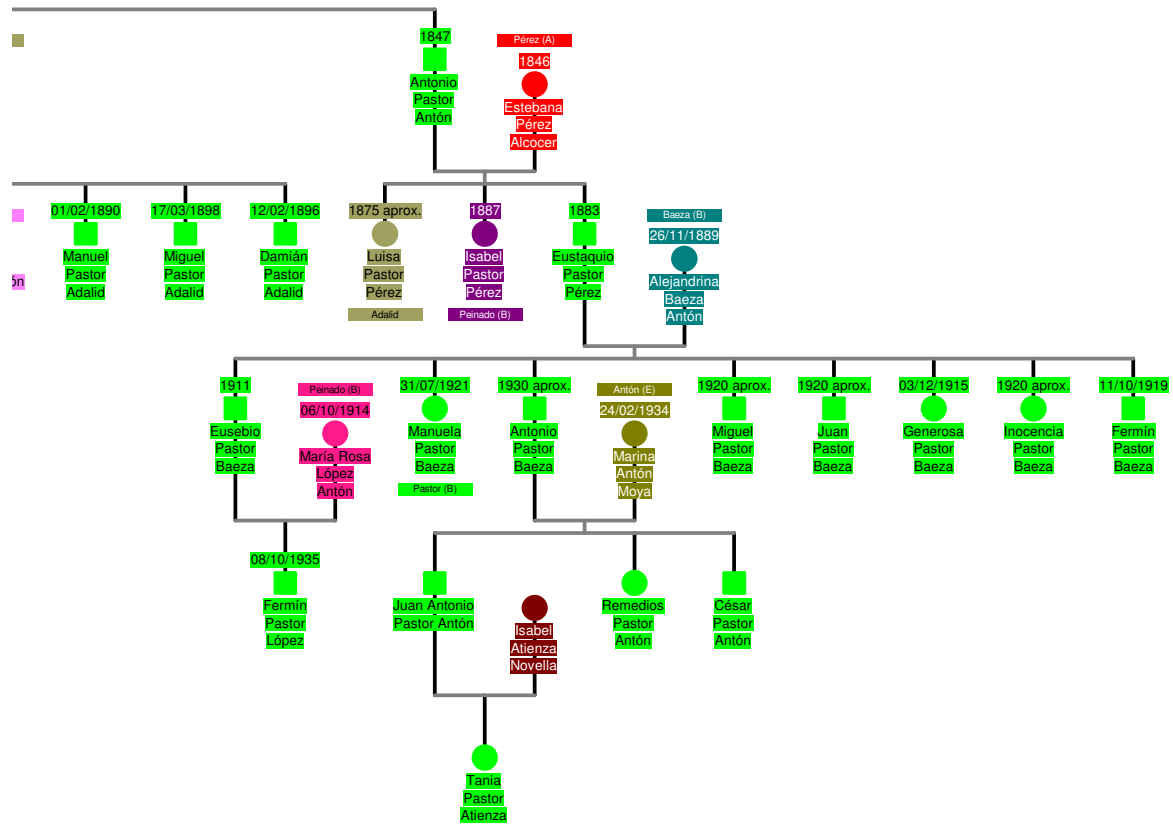 1847
Antonio
Pastor
Antón
Pérez (A)
1846
Estebana
Pérez
Alcocer
ón
01/02/1890
Manuel
Pastor
Adalid
17/03/1898
Miguel
Pastor
Adalid
12/02/1896
Damián
Pastor
Adalid
1875 aprox.
Luisa
Pastor
Pérez
Adalid
1887
Isabel
Pastor
Pérez
Peinado (B)
1883
Eustaquio
Pastor
Pérez
Baeza (B)
26/11/1889
Alejandrina
Baeza
Antón
1911
Eusebio
Pastor
Baeza
Peinado (B)
06/10/1914
María Rosa
López
Antón
31/07/1921
Manuela
Pastor
Baeza
Pastor (B)
1930 aprox.
Antonio
Pastor
Baeza
Antón (E)
24/02/1934
Marina
Antón
Moya
1920 aprox.
Miguel
Pastor
Baeza
1920 aprox.
Juan
Pastor
Baeza
03/12/1915
Generosa
Pastor
Baeza
1920 aprox.
Inocencia
Pastor
Baeza
11/10/1919
Fermín
Pastor
Baeza
08/10/1935
Fermín
Pastor
López
Juan Antonio
Pastor Antón
Isabel
Atienza
Novella
Remedios
Pastor
Antón
César
Pastor
Antón
Tania
Pastor
Atienza